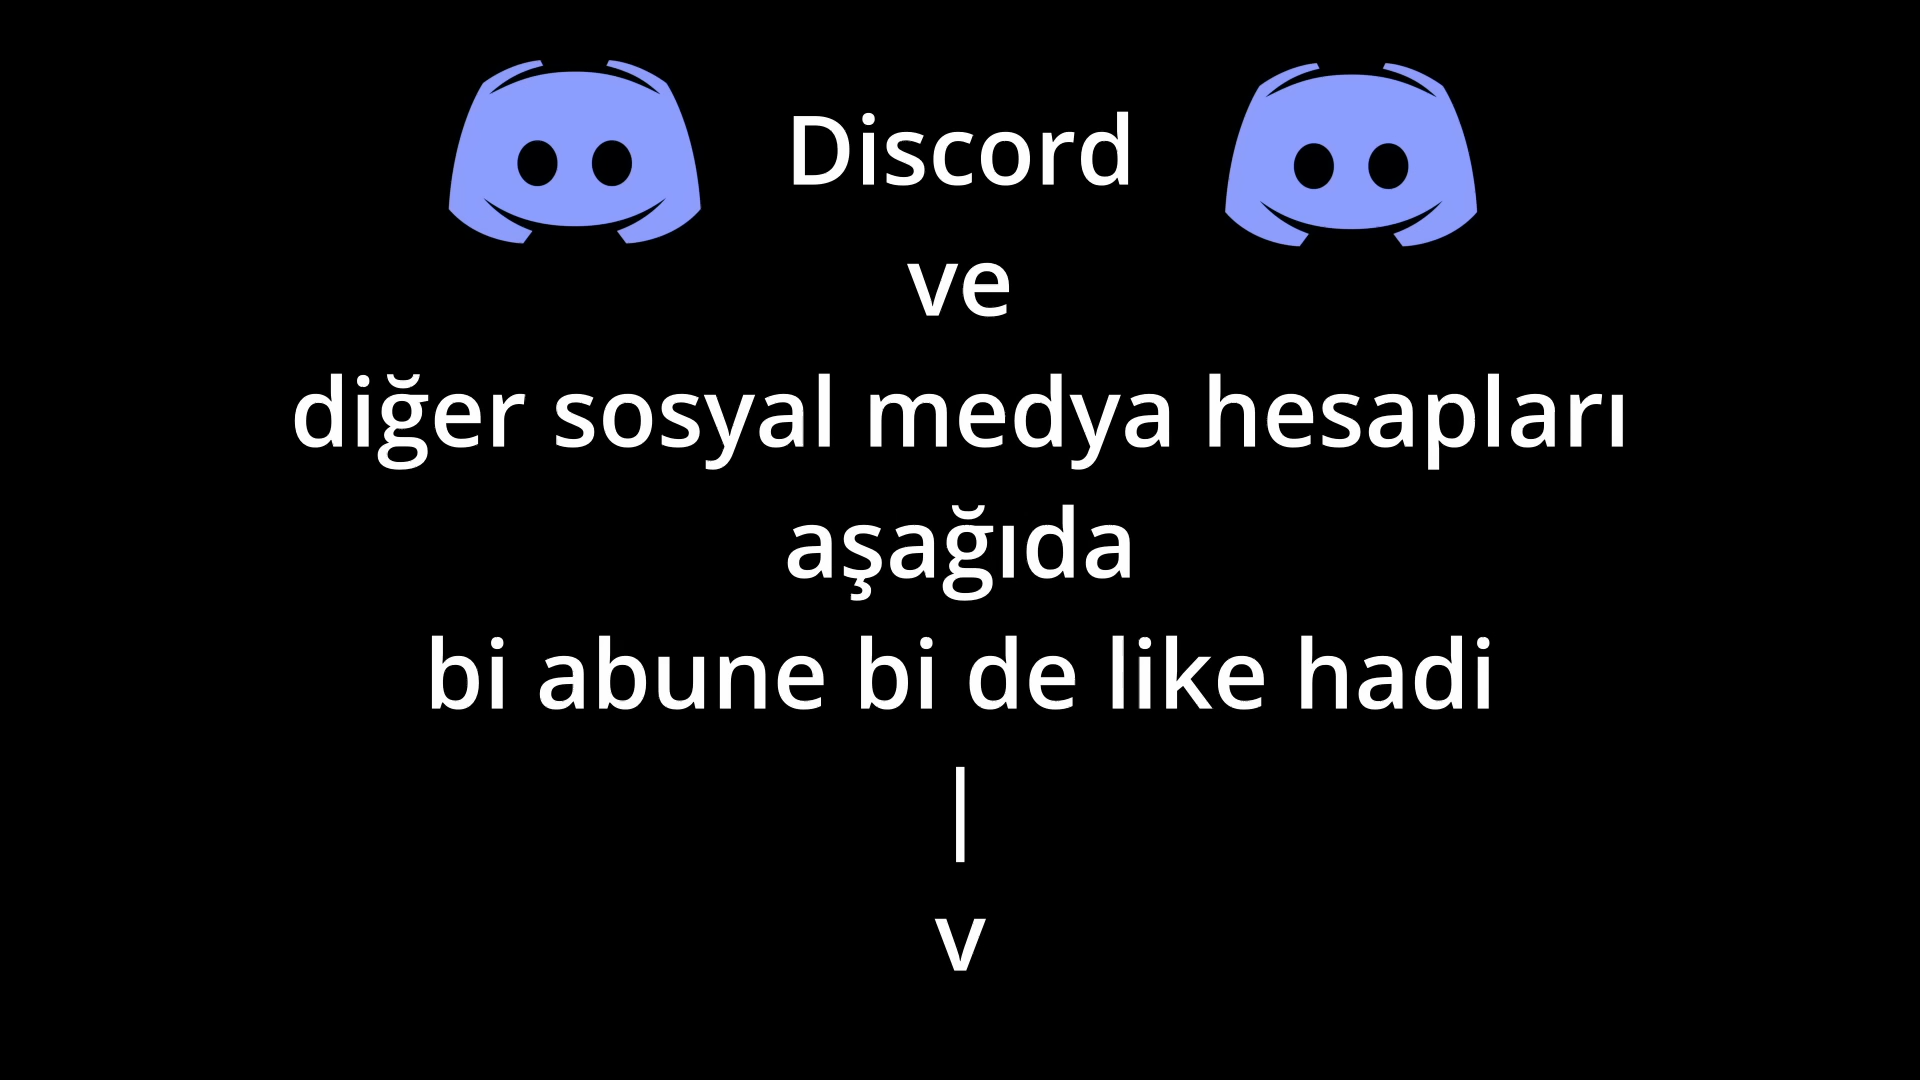 Discord
ve
diğer sosyal medya hesapları
aşağıda
bi abune bi de like hadi
|
v